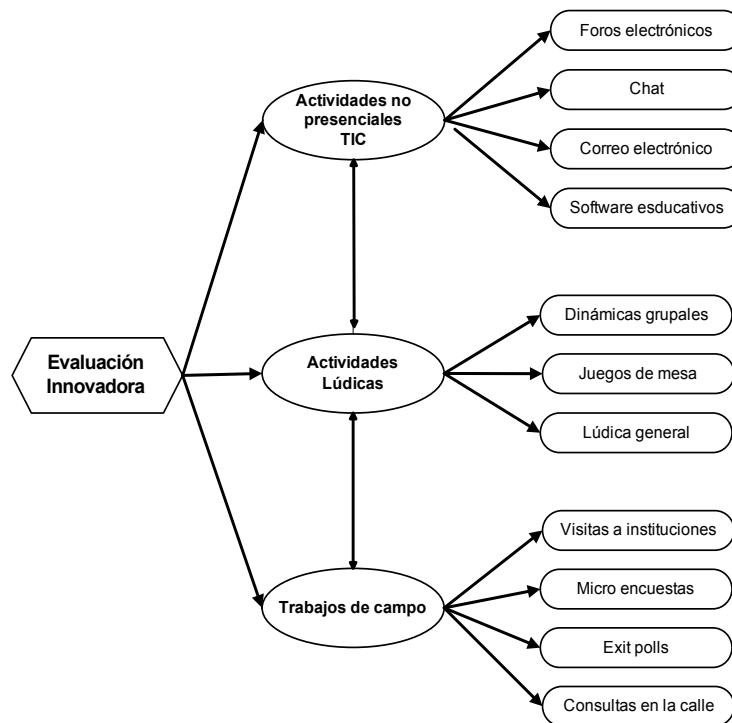 Foros electrónicos
Actividades no
presenciales
TIC
Chat
Correo electrónico
Software esducativos
Dinámicas grupales
Evaluación
Innovadora
Actividades
Lúdicas
Juegos de mesa
Lúdica general
Visitas a instituciones
Micro encuestas
Trabajos de campo
Exit polls
Consultas en la calle